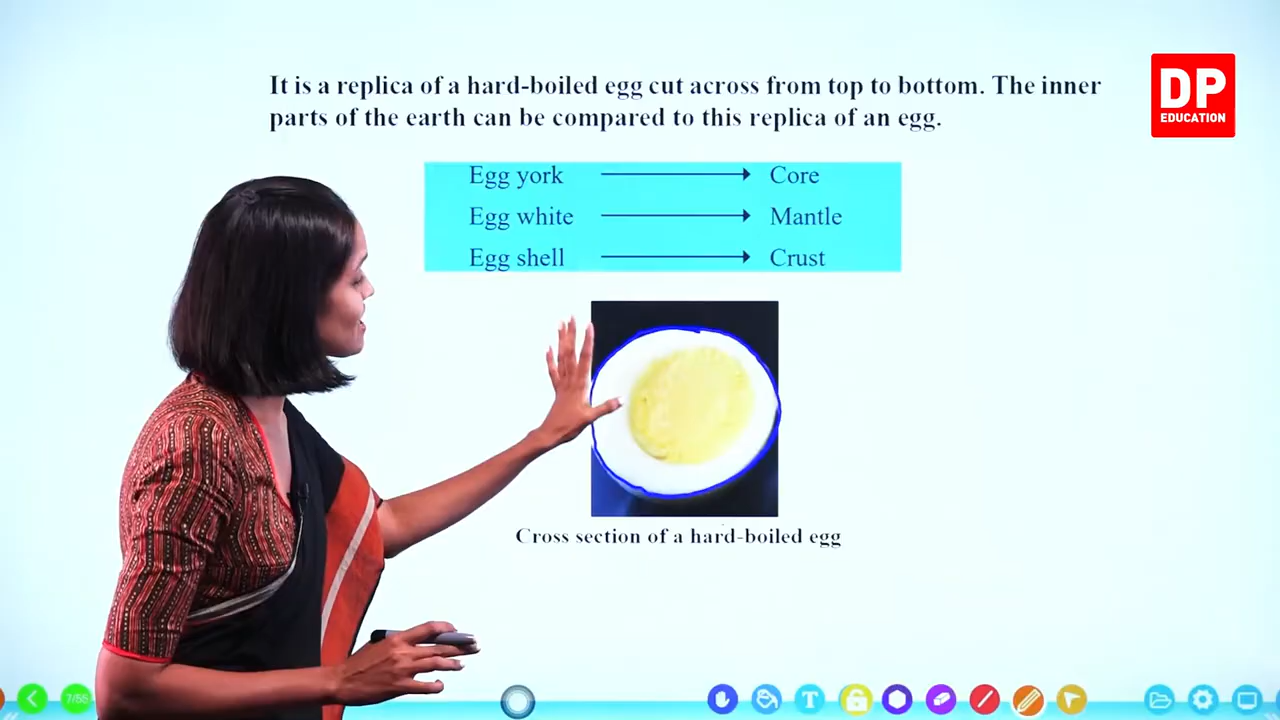 It is a replica of a hard-boiled egg cut across from top to bottom. The inner
parts of the earth can be compared to this replica of an egg.
DP
EDUCATION
Egg york Core
Egg white Mantle
Egg shell Crust
Cross section of a hard-boiled egg
7/55
T